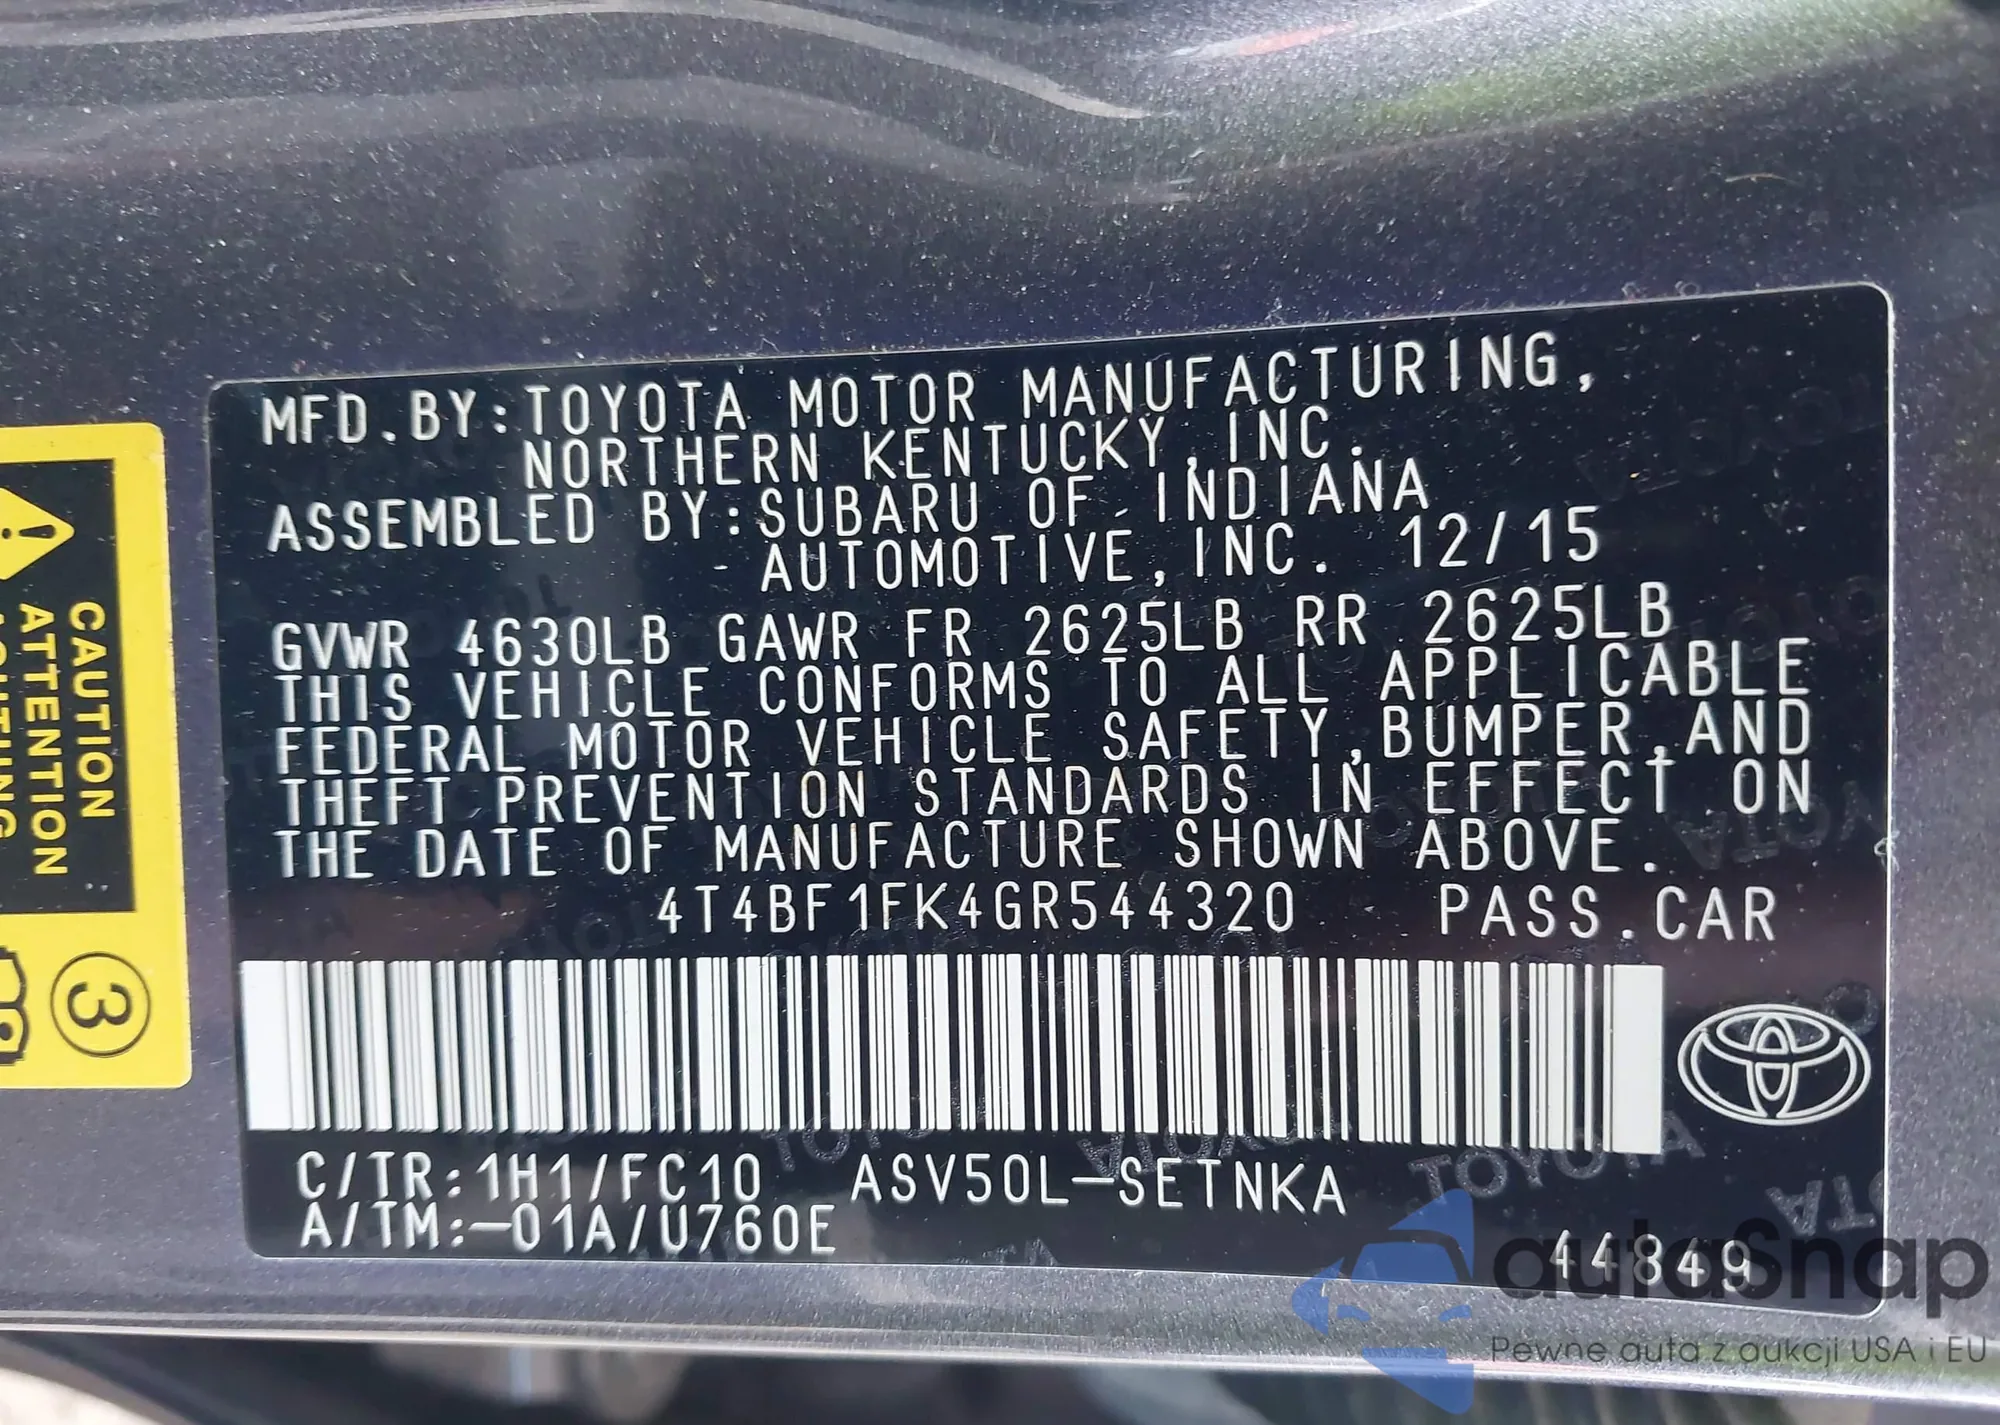 MFD.BY:TOYOTA MOTOR MANUFACTURING,
NORTHERN KENTUCKY,INC.
ASSEMBLED BY:SUBARU OF INDIANA
AUTOMOTIVE,INC. 12/15
GVWR 4630LB GAWR FR 2625LB RR 2625LB
THIS VEHICLE CONFORMS TO ALL APPLICABLE
FEDERAL MOTOR VEHICLE SAFETY,BUMPER,AND
THEFT PREVENTION STANDARDS IN EFFECT ON
THE DATE OF MANUFACTURE SHOWN ABOVE.
4T4BF1FK4GR544320 PASS.CAR
C/TR:1H1/FC10 ASV50L-SETNKA
A/TM:-01A/U760E
44849
CAUTION
ATTENTION
3
autaSnap
Pewne auta z aukcji USA i EU